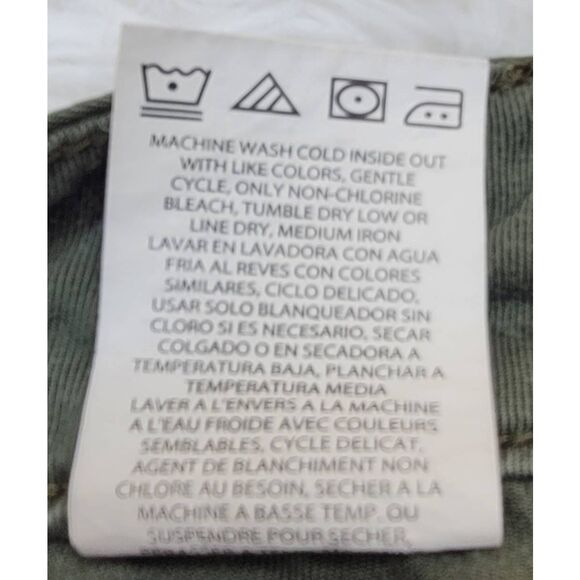 MACHINE WASH COLD INSIDE OUT
WITH LIKE COLORS, GENTLE
CYCLE, ONLY NON-CHLORINE
BLEACH, TUMBLE DRY LOW OR
LINE DRY, MEDIUM IRON
LAVAR EN LAVADORA CON AGUA
FRIA AL REVES CON COLORES
SIMILARES, CICLO DELICADO,
USAR SOLO BLANQUEADOR SIN
CLORO SI ES NECESARIO, SECAR
COLGADO O EN SECADORA A
TEMPERATURA BAJA, PLANCHAR A
TEMPERATURA MEDIA
LAVER A L'ENVERS A LA MACHINE
A L'EAU FROIDE AVEC COULEURS
SEMBLABLES, CYCLE DELICAT,
AGENT DE BLANCHIMENT NON
CHLORE AU BESOIN, SECHER A LA
MACHINE A BASSE TEMP. OU
SUSPENDRE POUR SECHER,